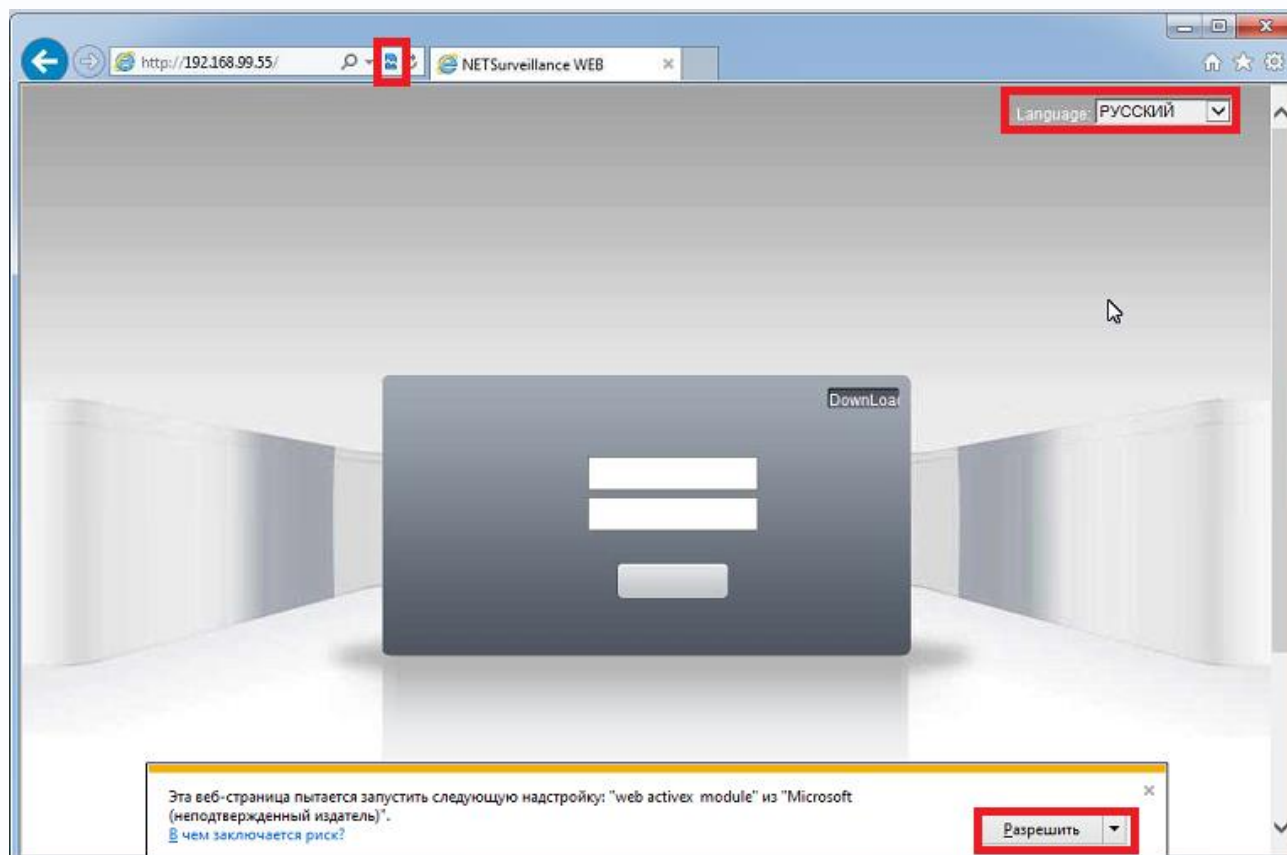 http://192.168.99.55/
NETSurveillance WEB
Language: РУССКИЙ
DownLoa
Эта веб-страница пытается запустить следующую надстройку: "web activex module" из "Microsoft
(неподтвержденный издатель)".
В чем заключается риск?
Разрешить